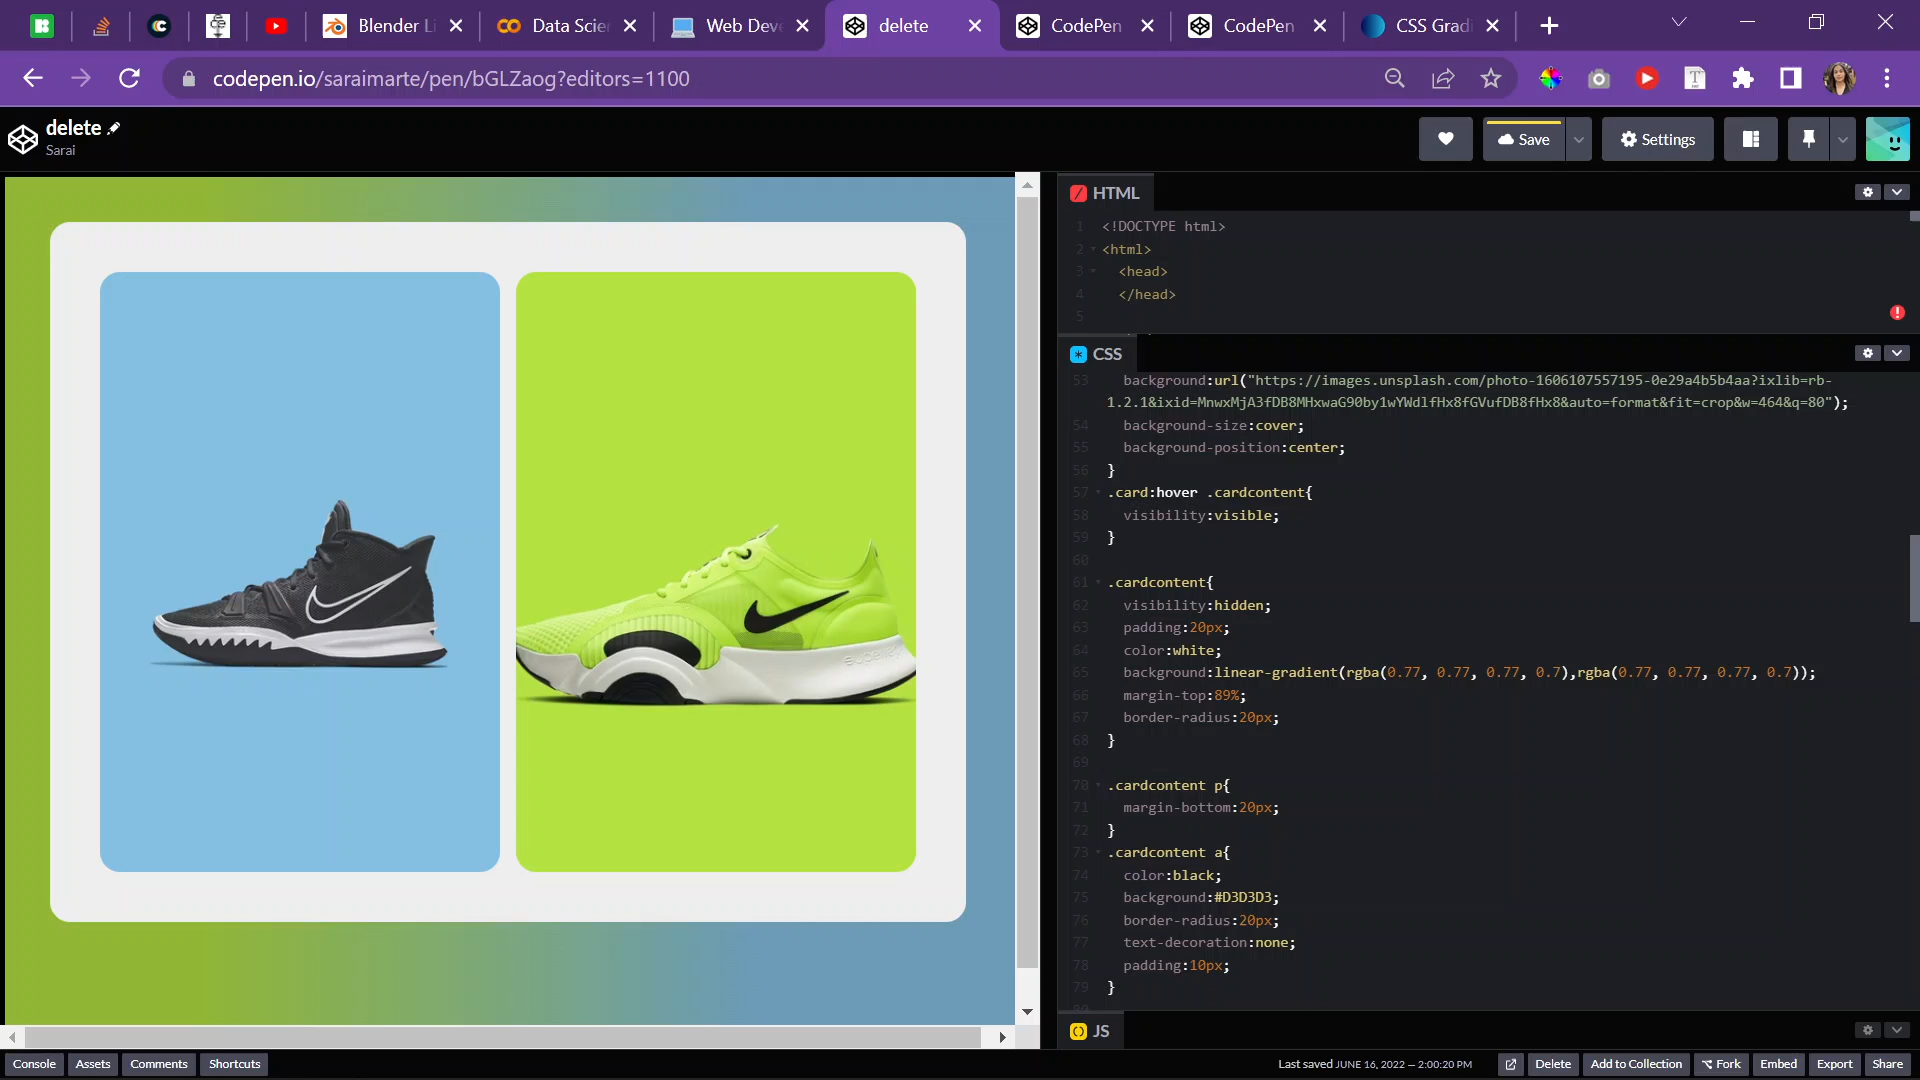 Blender Li
Data Scien
Web Deve
delete
CodePen
CodePen
CSS Gradi
codepen.io/saraimarte/pen/bGLZaog?editors=1100
delete
Sarai
Save
Settings
HTML
1 <!DOCTYPE html>
2 <html>
3 <head>
4 </head>
5
CSS
53 background:url("https://images.unsplash.com/photo-1606107557195-0e29a4b5b4aa?ixlib=rb-
1.2.1&ixid=MnwxMjA3fDB8MHxwaG90by1wYWdlfHx8fGVufDB8fHx8&auto=format&fit=crop&w=464&q=80");
54 background-size:cover;
55 background-position:center;
56 }
57 .card:hover .cardcontent{
58 visibility:visible;
59 }
60
61 .cardcontent{
62 visibility:hidden;
63 padding:20px;
64 color:white;
65 background:linear-gradient(rgba(0.77, 0.77, 0.77, 0.7),rgba(0.77, 0.77, 0.77, 0.7));
66 margin-top:89%;
67 border-radius:20px;
68 }
69
70 .cardcontent p{
71 margin-bottom:20px;
72 }
73 .cardcontent a{
74 color:black;
75 background:#D3D3D3;
76 border-radius:20px;
77 text-decoration:none;
78 padding:10px;
79 }
JS
Console
Assets
Comments
Shortcuts
Last saved JUNE 16, 2022 — 2:00:20 PM
Delete
Add to Collection
Fork
Embed
Export
Share